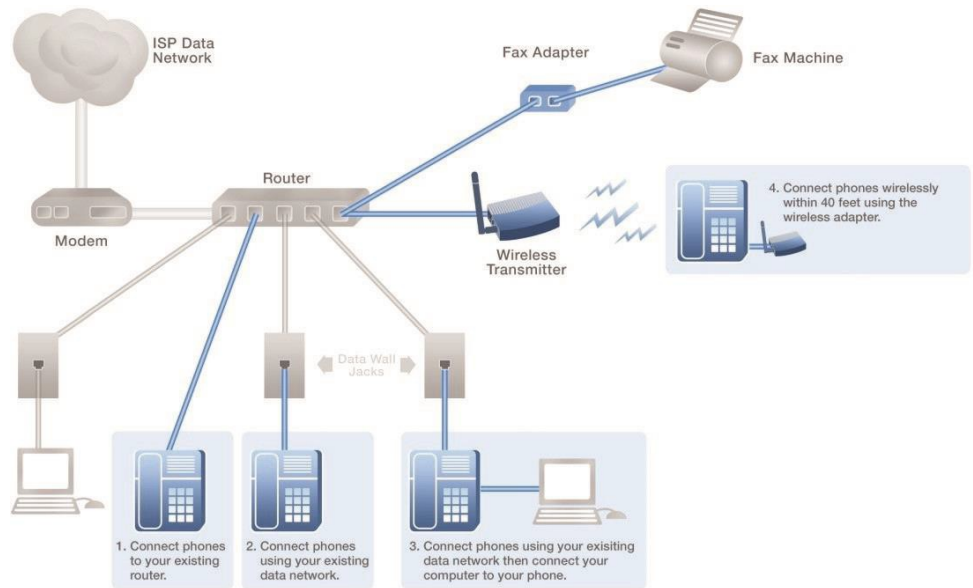 ISP Data
Network
Fax Adapter
Fax Machine
Router
Modem
Wireless
Transmitter
4. Connect phones wirelessly
within 40 feet using the
wireless adapter.
Data Wall
Jacks
1. Connect phones
to your existing
router.
2. Connect phones
using your existing
data network.
3. Connect phones using your exisiting
data network then connect your
computer to your phone.